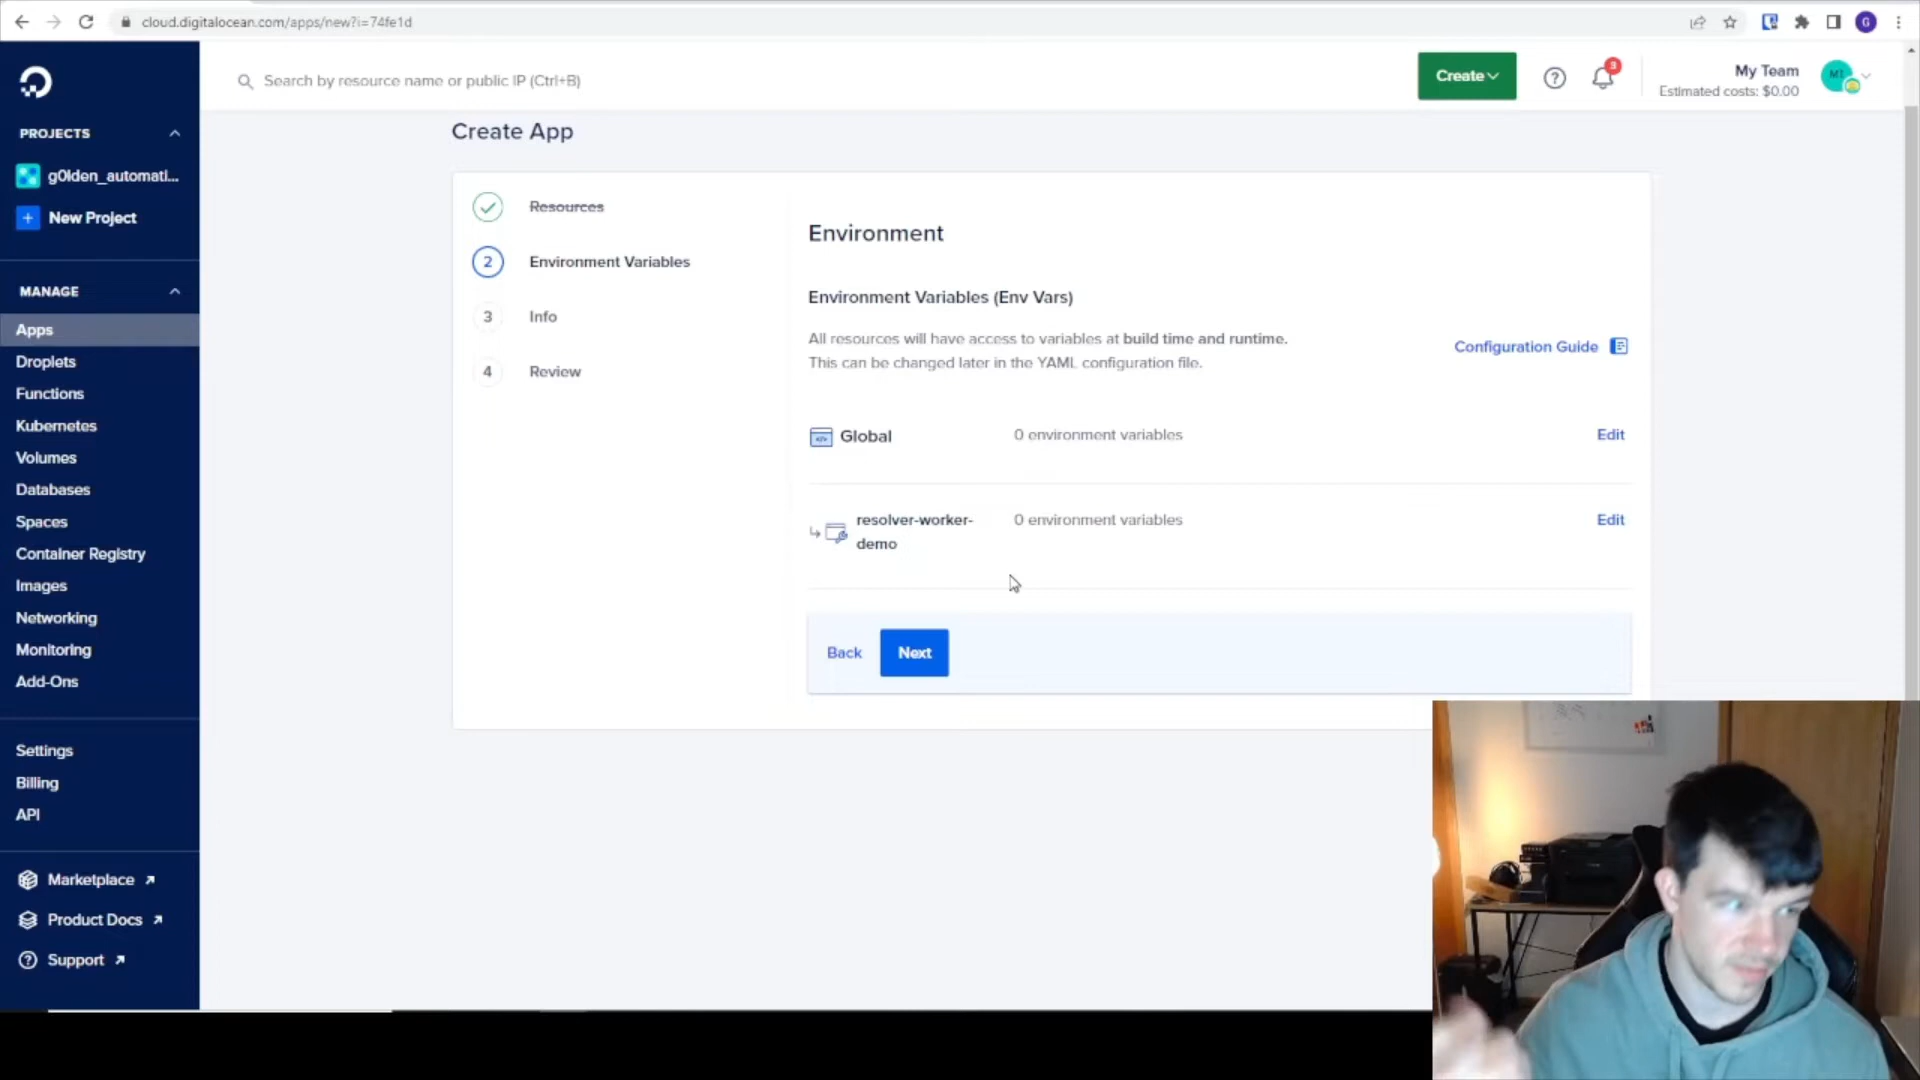 cloud.digitalocean.com/apps/new?i=74fe1d
G
Search by resource name or public IP (Ctrl+B)
Create
3
My Team
Estimated costs: $0.00
PROJECTS
g0lden_automati...
New Project
MANAGE
Apps
Droplets
Functions
Kubernetes
Volumes
Databases
Spaces
Container Registry
Images
Networking
Monitoring
Add-Ons
Settings
Billing
API
Marketplace
Product Docs
Support
Create App
Resources
2 Environment Variables
3 Info
4 Review
Environment
Environment Variables (Env Vars)
All resources will have access to variables at build time and runtime.
This can be changed later in the YAML configuration file.
Configuration Guide
Global 0 environment variables Edit
resolver-worker-
demo
0 environment variables Edit
Back Next